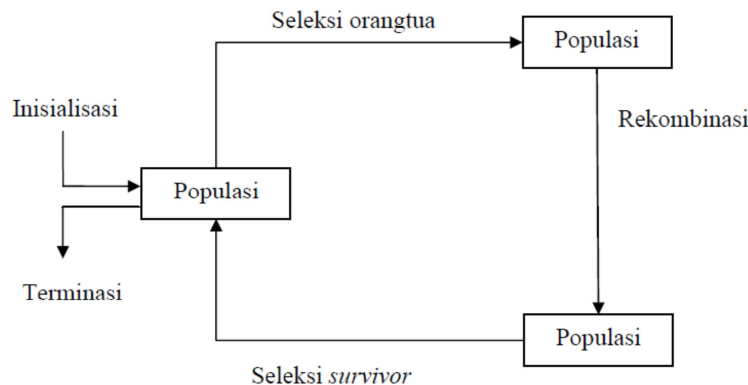 Seleksi orangtua
Populasi
Inisialisasi
Rekombinasi
Populasi
Terminasi
Populasi
Seleksi survivor